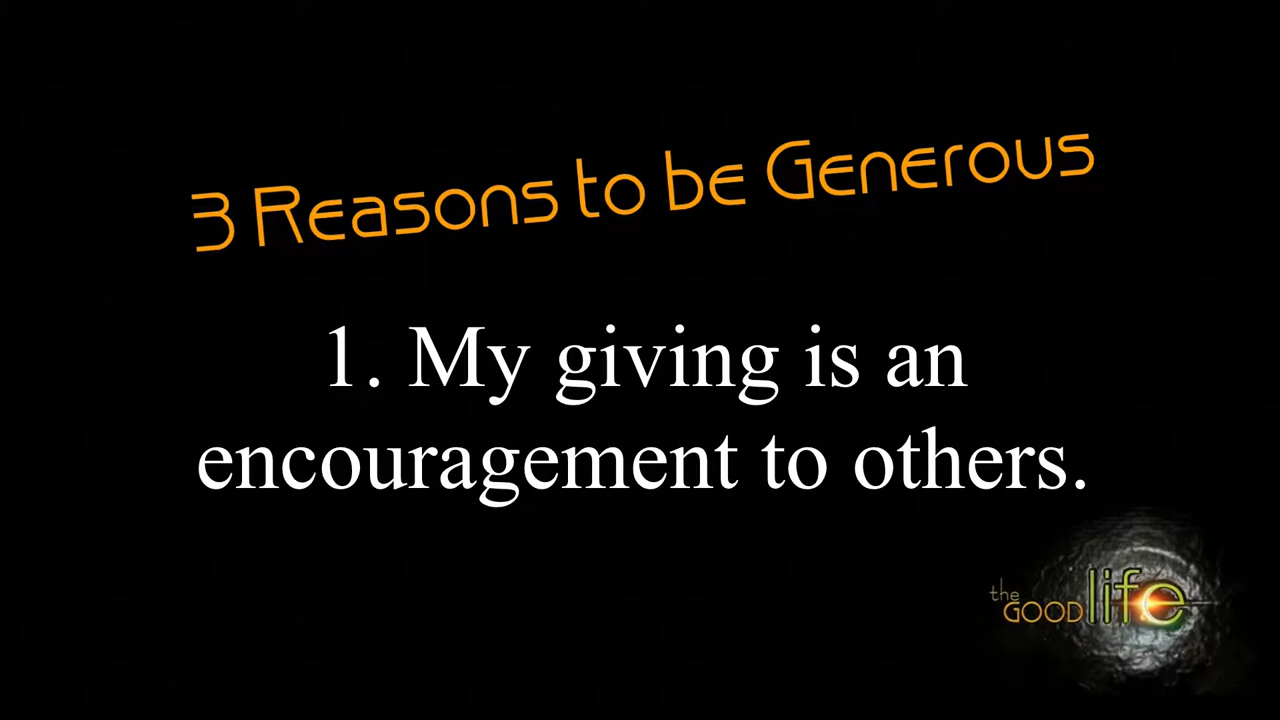 3 Reasons to be Generous
1. My giving is an
encouragement to others.
the
GOOD life